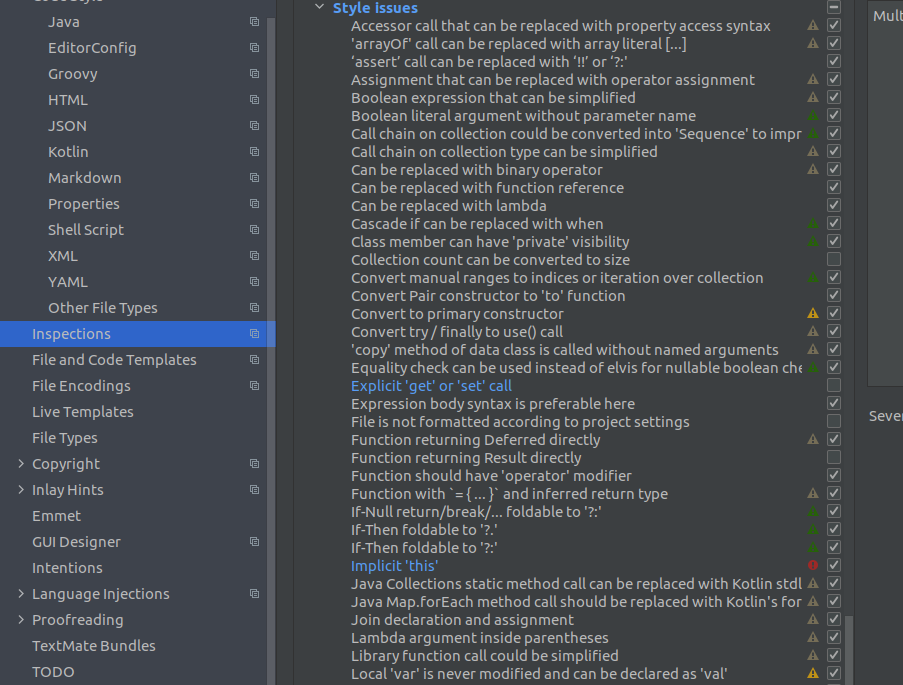 Java
EditorConfig
Groovy
HTML
JSON
Kotlin
Markdown
Properties
Shell Script
XML
YAML
Other File Types
Inspections
File and Code Templates
File Encodings
Live Templates
File Types
Copyright
Inlay Hints
Emmet
GUI Designer
Intentions
Language Injections
Proofreading
TextMate Bundles
TODO
Style issues
Accessor call that can be replaced with property access syntax
'arrayOf' call can be replaced with array literal [...]
‘assert’ call can be replaced with ‘!!’ or ‘?:'
Assignment that can be replaced with operator assignment
Boolean expression that can be simplified
Boolean literal argument without parameter name
Call chain on collection could be converted into 'Sequence' to impr
Call chain on collection type can be simplified
Can be replaced with binary operator
Can be replaced with function reference
Can be replaced with lambda
Cascade if can be replaced with when
Class member can have 'private' visibility
Collection count can be converted to size
Convert manual ranges to indices or iteration over collection
Convert Pair constructor to 'to' function
Convert to primary constructor
Convert try / finally to use() call
'copy' method of data class is called without named arguments
Equality check can be used instead of elvis for nullable boolean che
Explicit 'get' or 'set' call
Expression body syntax is preferable here
File is not formatted according to project settings
Function returning Deferred directly
Function returning Result directly
Function should have 'operator' modifier
Function with `= { ... }` and inferred return type
If-Null return/break/... foldable to '?:'
If-Then foldable to '?.'
If-Then foldable to '?:'
Implicit 'this'
Java Collections static method call can be replaced with Kotlin stdl
Java Map.forEach method call should be replaced with Kotlin's for
Join declaration and assignment
Lambda argument inside parentheses
Library function call could be simplified
Local 'var' is never modified and can be declared as 'val'
Mult
Sever